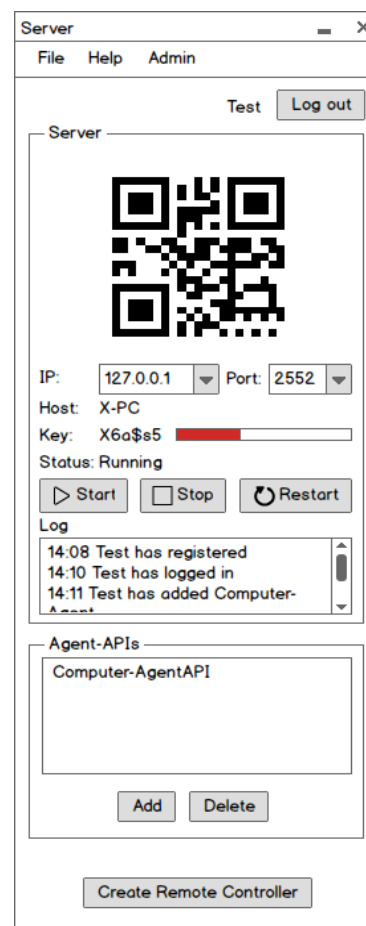 Server
File Help Admin
Test Log out
Server
IP: 127.0.0.1 Port: 2552
Host: X-PC
Key: X6a$s5
Status: Running
Start Stop Restart
Log
14:08 Test has registered
14:10 Test has logged in
14:11 Test has added Computer-
Agent
Agent-APIs
Computer-AgentAPI
Add Delete
Create Remote Controller